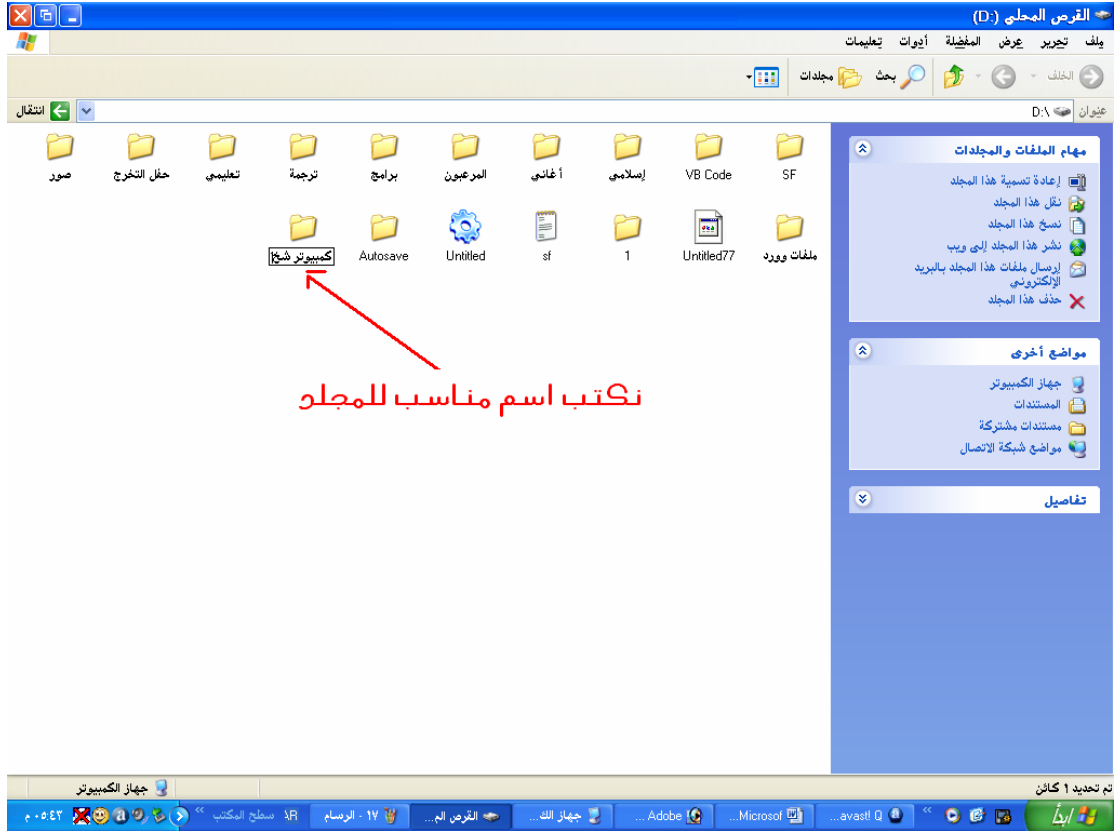 القرص المحلي (D:)
ملف تحرير عرض المفضلة أدوات تعليمات
الخلف بحث مجلدات
عنوان D:\ انتقال
مهام الملفات والمجلدات
إعادة تسمية هذا المجلد
نقل هذا المجلد
نسخ هذا المجلد
نشر هذا المجلد إلى ويب
إرسال ملفات هذا المجلد بالبريد
الإلكتروني
حذف هذا المجلد
مواضع أخرى
جهاز الكمبيوتر
المستندات
مستندات مشتركة
مواضع شبكة الاتصال
تفاصيل
SF VB Code إسلامي أغاني المرعبون برامج ترجمة تعليمي حفل التخرج صور
ملفات وورد Untitled77 1 sf Untitled Autosave كمبيوتر شخ
نكتب اسم مناسب للمجلد
تم تحديد ١ كائن جهاز الكمبيوتر
ابدأ avast! Q... Microsof... Adobe ... جهاز الك... القرص الم... ١٧ - الرسام سطح المكتب ٠٥:٤٣ م